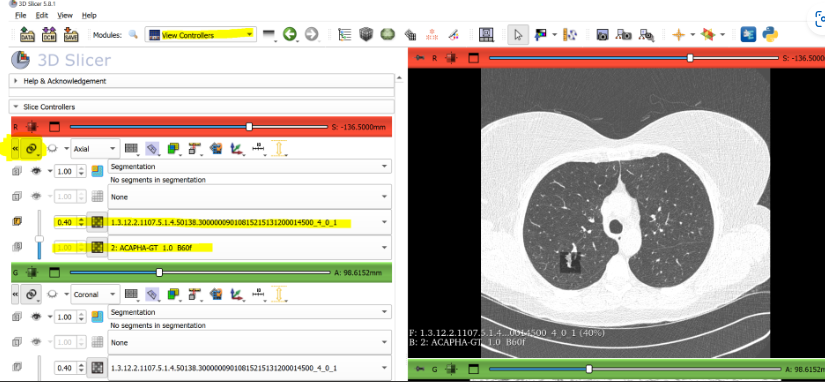 3D Slicer 5.8.1
File Edit View Help
DATA DCM SAVE Modules: View Controllers
3D Slicer
Help & Acknowledgement
Slice Controllers
R S: -136.5000mm
Axial
1.00 Segmentation
No segments in segmentation
1.00 None
0.40 1.3.12.2.1107.5.1.4.50138.30000009010815215131200014500_4_0_1
1.00 2: ACAPHA-GT 1.0 B60f
G A: 98.6152mm
Coronal
1.00 Segmentation
No segments in segmentation
1.00 None
0.40 1.3.12.2.1107.5.1.4.50138.30000009010815215131200014500_4_0_1
R S: -136.5000
F: 1.3.12.2.1107.5.1.4...0014500_4_0_1 (40%)
B: 2: ACAPHA-GT 1.0 B60f
G A: 98.6152m